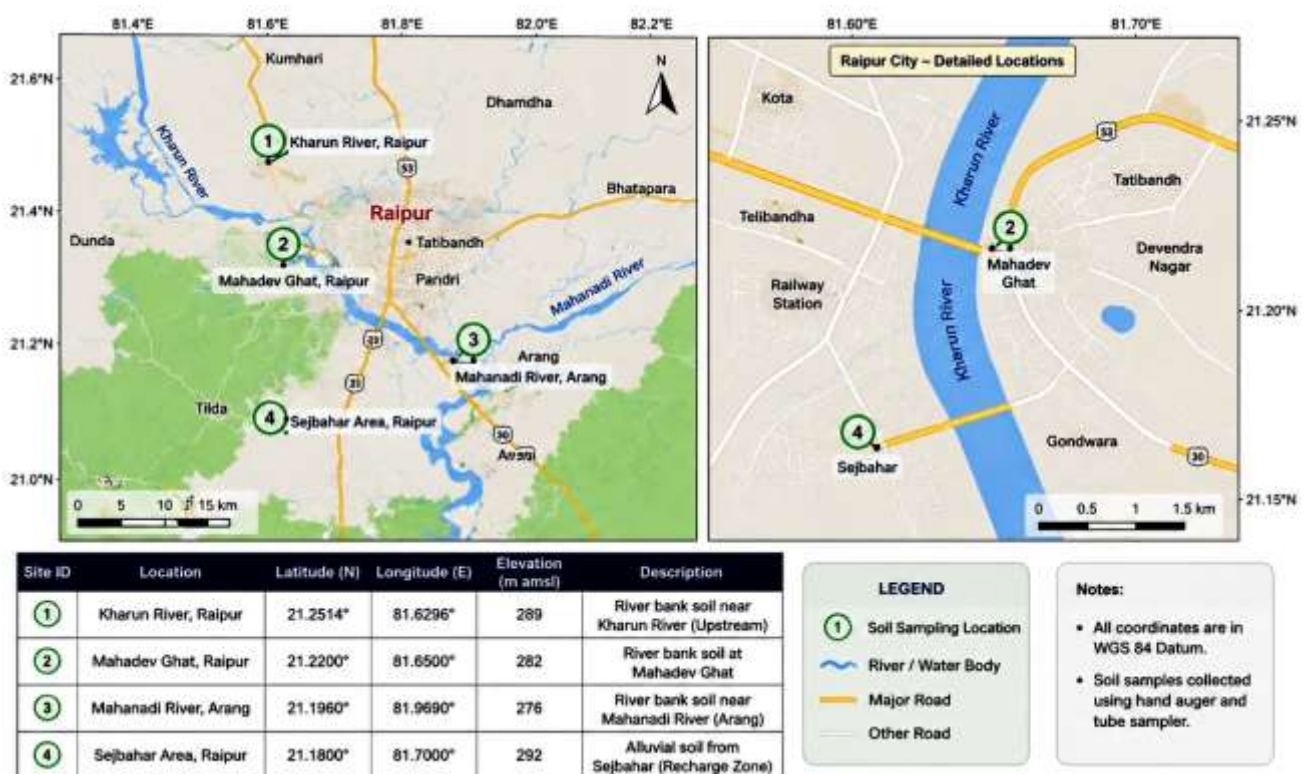 81.4°E 81.6°E 81.8°E 82.0°E 82.2°E
21.6°N
21.4°N
21.2°N
21.0°N
Kumhari
Dhamdha
N
Kharun River
1
Kharun River, Raipur
53
Bhatapara
Raipur
Dunda
2
Tatibandh
Mahadev Ghat, Raipur
Pandri
Mahanadi River
3
Arang
Mahanadi River, Arang
Tilda
4
Sejbahar Area, Raipur
30
0 5 10 15 km
81.60°E 81.70°E
Raipur City – Detailed Locations
Kota
21.25°N
53
Kharun River
Tatibandh
Telibandha
2
Mahadev
Ghat
Devendra
Nagar
Railway
Station
21.20°N
Kharun River
4
Sejbahar
Gondwara
30
21.15°N
0 0.5 1 1.5 km
Site ID Location Latitude (N) Longitude (E) Elevation (m amsl) Description
1 Kharun River, Raipur 21.2514° 81.6296° 289 River bank soil near Kharun River (Upstream)
2 Mahadev Ghat, Raipur 21.2200° 81.6500° 282 River bank soil at Mahadev Ghat
3 Mahanadi River, Arang 21.1960° 81.9690° 276 River bank soil near Mahanadi River (Arang)
4 Sejbahar Area, Raipur 21.1800° 81.7000° 292 Alluvial soil from Sejbahar (Recharge Zone)
LEGEND
1 Soil Sampling Location
River / Water Body
Major Road
Other Road
Notes:
• All coordinates are in
WGS 84 Datum.
• Soil samples collected
using hand auger and
tube sampler.